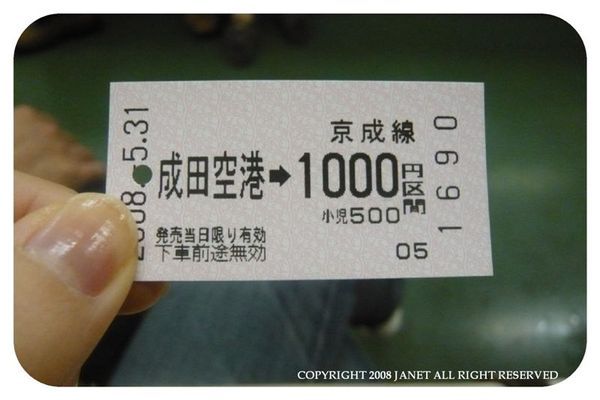 京成線
成田空港➡1000円区間
小児500
発売当日限り有効
下車前途無効
05
2008.-5.31
1690
COPYRIGHT 2008 JANET ALL RIGHT RESERVED